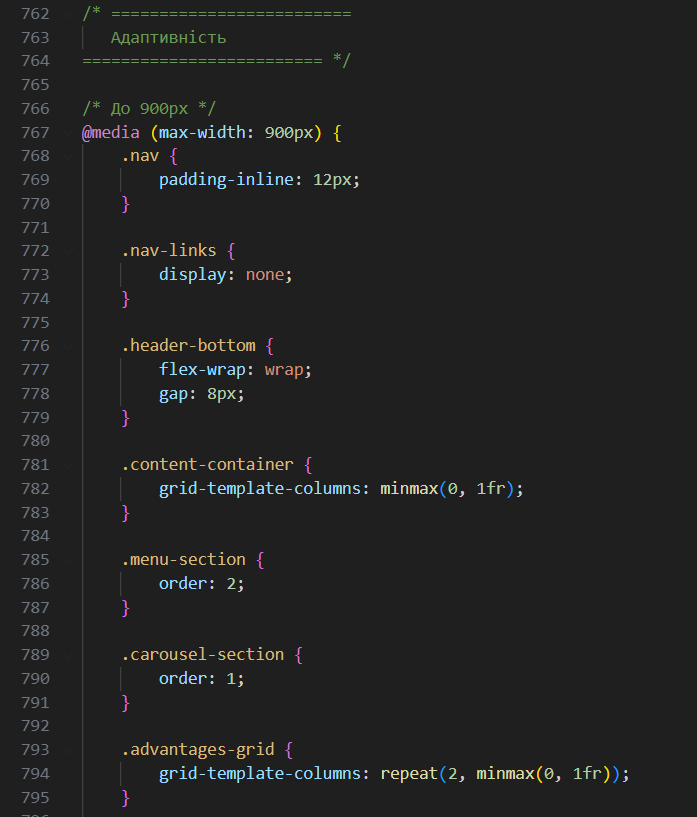 762 /* =========================
763 Адаптивність
764 ========================= */
765
766 /* До 900px */
767 @media (max-width: 900px) {
768 .nav {
769 padding-inline: 12px;
770 }
771
772 .nav-links {
773 display: none;
774 }
775
776 .header-bottom {
777 flex-wrap: wrap;
778 gap: 8px;
779 }
780
781 .content-container {
782 grid-template-columns: minmax(0, 1fr);
783 }
784
785 .menu-section {
786 order: 2;
787 }
788
789 .carousel-section {
790 order: 1;
791 }
792
793 .advantages-grid {
794 grid-template-columns: repeat(2, minmax(0, 1fr));
795 }